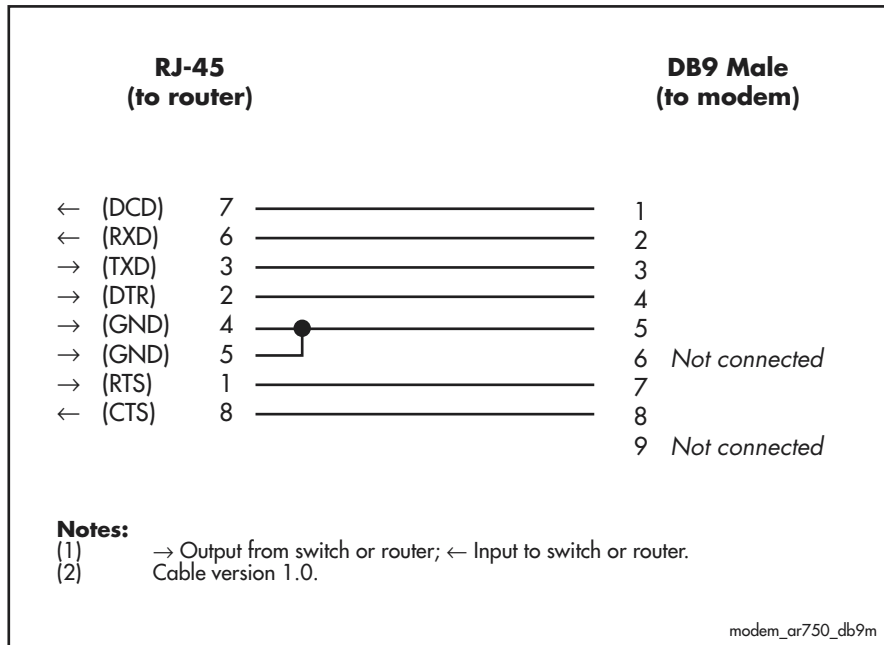 RJ-45
(to router)
DB9 Male
(to modem)
← (DCD) 7 1
← (RXD) 6 2
→ (TXD) 3 3
→ (DTR) 2 4
→ (GND) 4 5
→ (GND) 5 6 Not connected
→ (RTS) 1 7
← (CTS) 8 8
9 Not connected
Notes:
(1) → Output from switch or router; ← Input to switch or router.
(2) Cable version 1.0.
modem_ar750_db9m